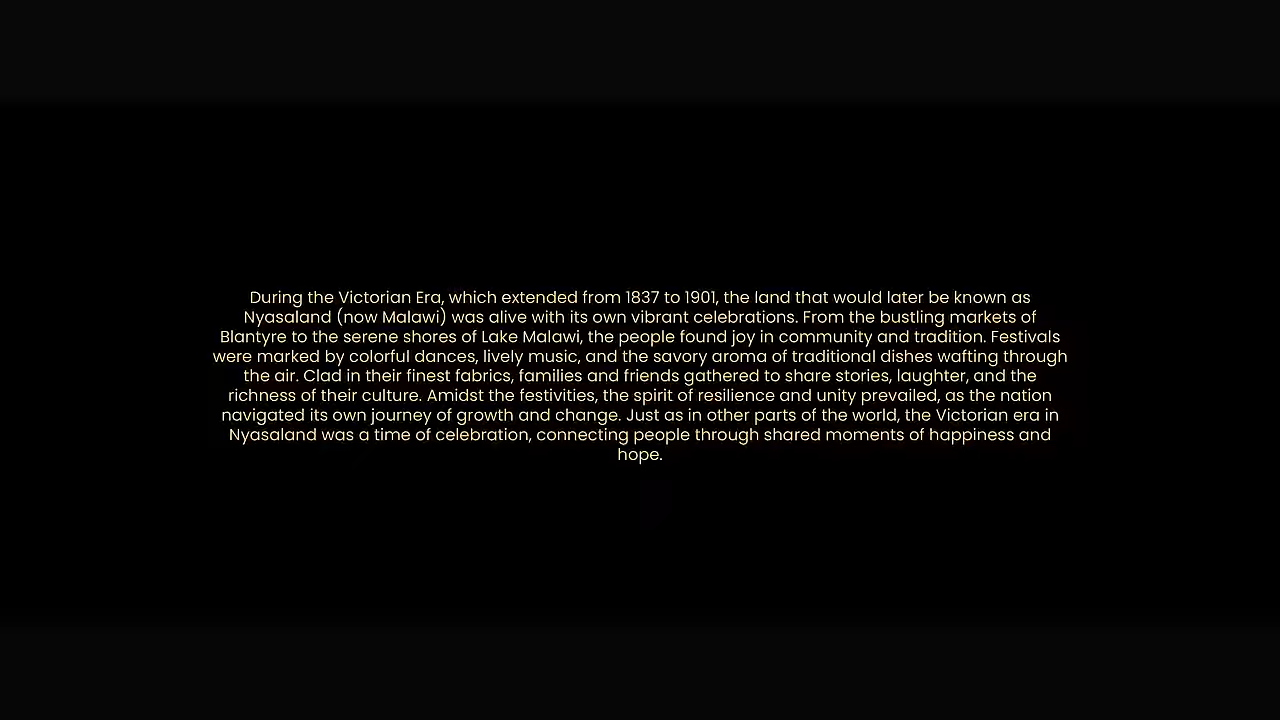 During the Victorian Era, which extended from 1837 to 1901, the land that would later be known as
Nyasaland (now Malawi) was alive with its own vibrant celebrations. From the bustling markets of
Blantyre to the serene shores of Lake Malawi, the people found joy in community and tradition. Festivals
were marked by colorful dances, lively music, and the savory aroma of traditional dishes wafting through
the air. Clad in their finest fabrics, families and friends gathered to share stories, laughter, and the
richness of their culture. Amidst the festivities, the spirit of resilience and unity prevailed, as the nation
navigated its own journey of growth and change. Just as in other parts of the world, the Victorian era in
Nyasaland was a time of celebration, connecting people through shared moments of happiness and
hope.